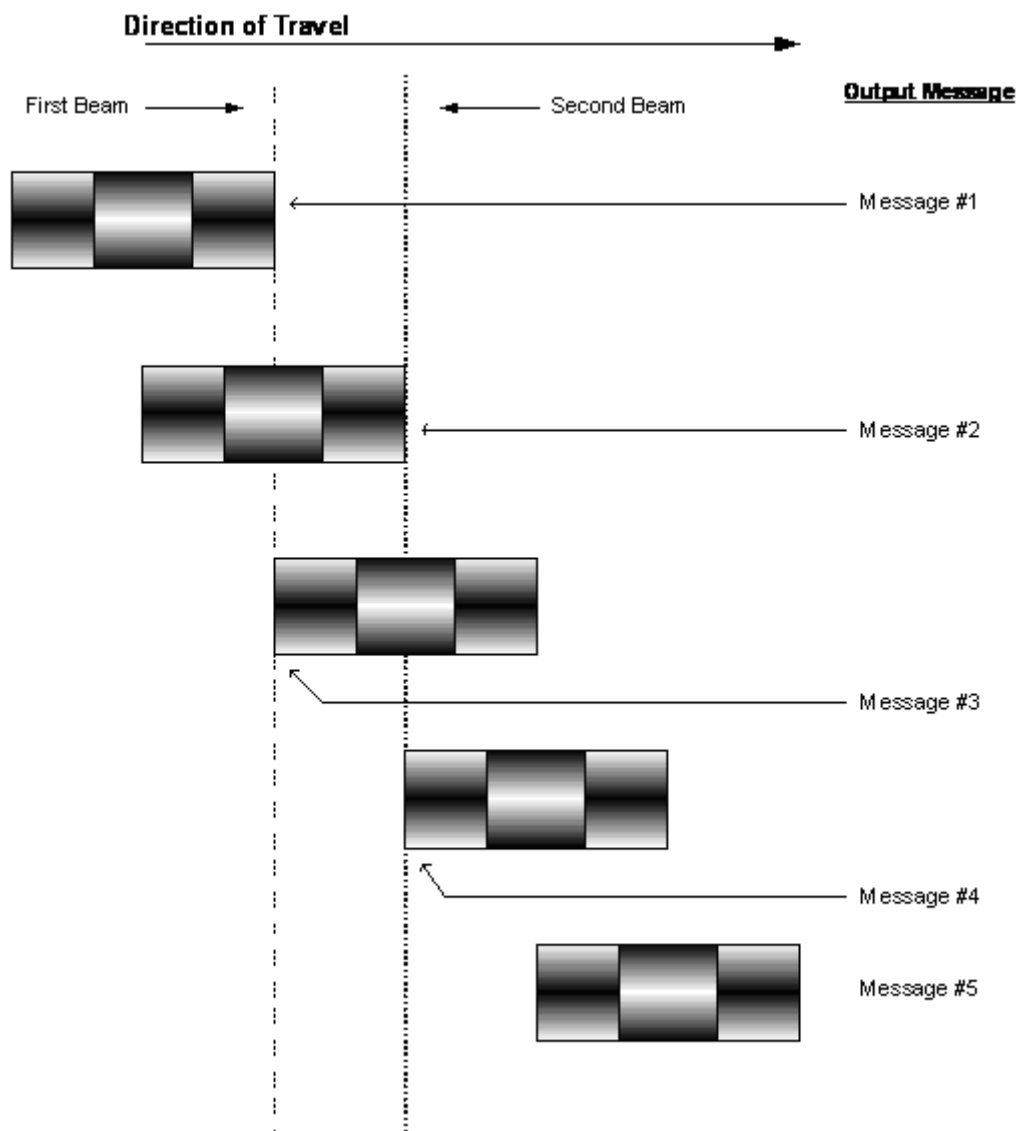 Direction of Travel
First Beam
Second Beam
Output Message
Message #1
Message #2
Message #3
Message #4
Message #5